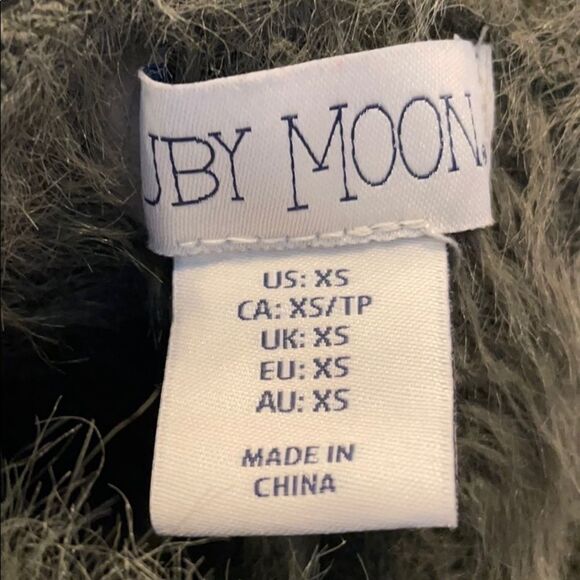 UBY MOON.
US: XS
CA: XS/TP
UK: XS
EU: XS
AU: XS
MADE IN
CHINA